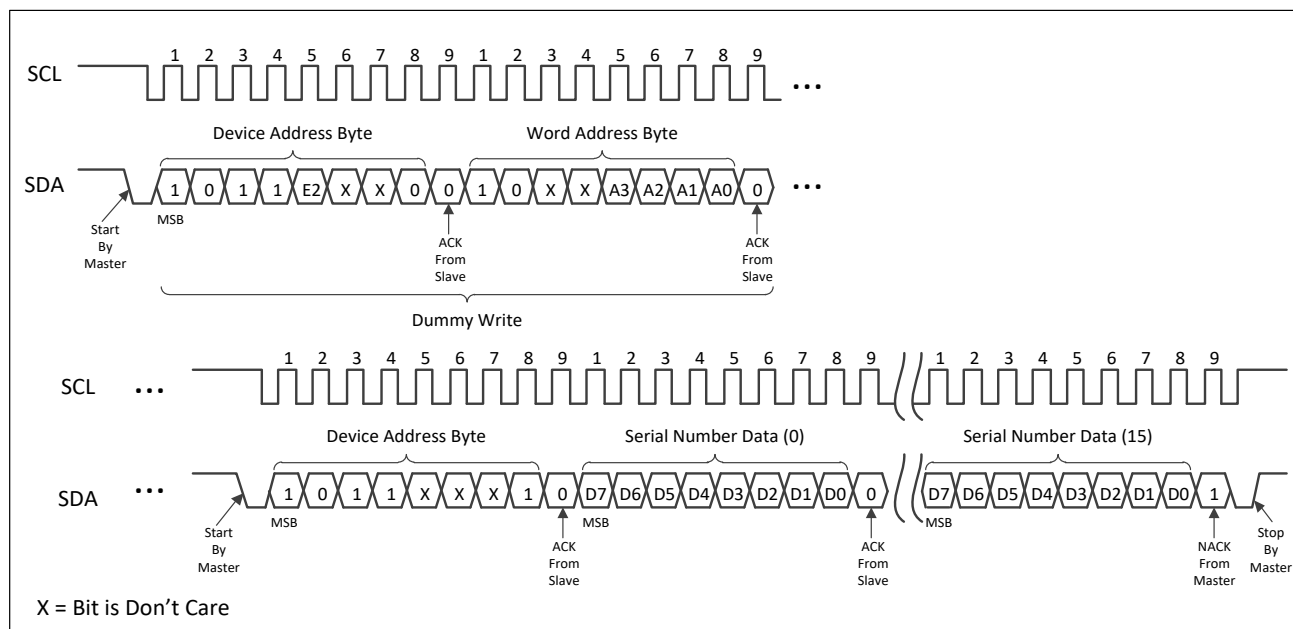 1 2 3 4 5 6 7 8 9 1 2 3 4 5 6 7 8 9
SCL ...
Device Address Byte Word Address Byte
SDA 1 0 1 1 E2 X X 0 0 1 0 X X A3 A2 A1 A0 0 ...
MSB
Start
By
Master
ACK
From
Slave
ACK
From
Slave
Dummy Write
1 2 3 4 5 6 7 8 9 1 2 3 4 5 6 7 8 9 1 2 3 4 5 6 7 8 9
SCL ...
Device Address Byte Serial Number Data (0) Serial Number Data (15)
SDA ... 1 0 1 1 X X X 1 0 D7 D6 D5 D4 D3 D2 D1 D0 0 D7 D6 D5 D4 D3 D2 D1 D0 1
MSB MSB MSB
Start
By
Master
ACK
From
Slave
ACK
From
Slave
NACK
From
Master
Stop
By
Master
X = Bit is Don't Care